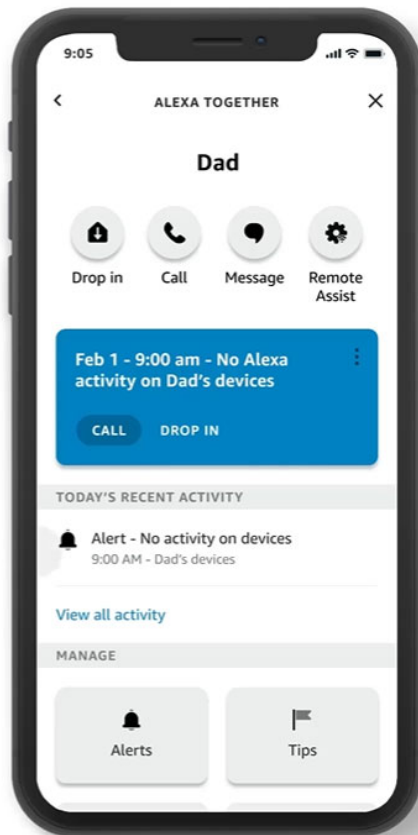 9:05
ALEXA TOGETHER
Dad
Drop in
Call
Message
Remote
Assist
Feb 1 - 9:00 am - No Alexa
activity on Dad's devices
CALL
DROP IN
TODAY'S RECENT ACTIVITY
Alert - No activity on devices
9:00 AM - Dad's devices
View all activity
MANAGE
Alerts
Tips